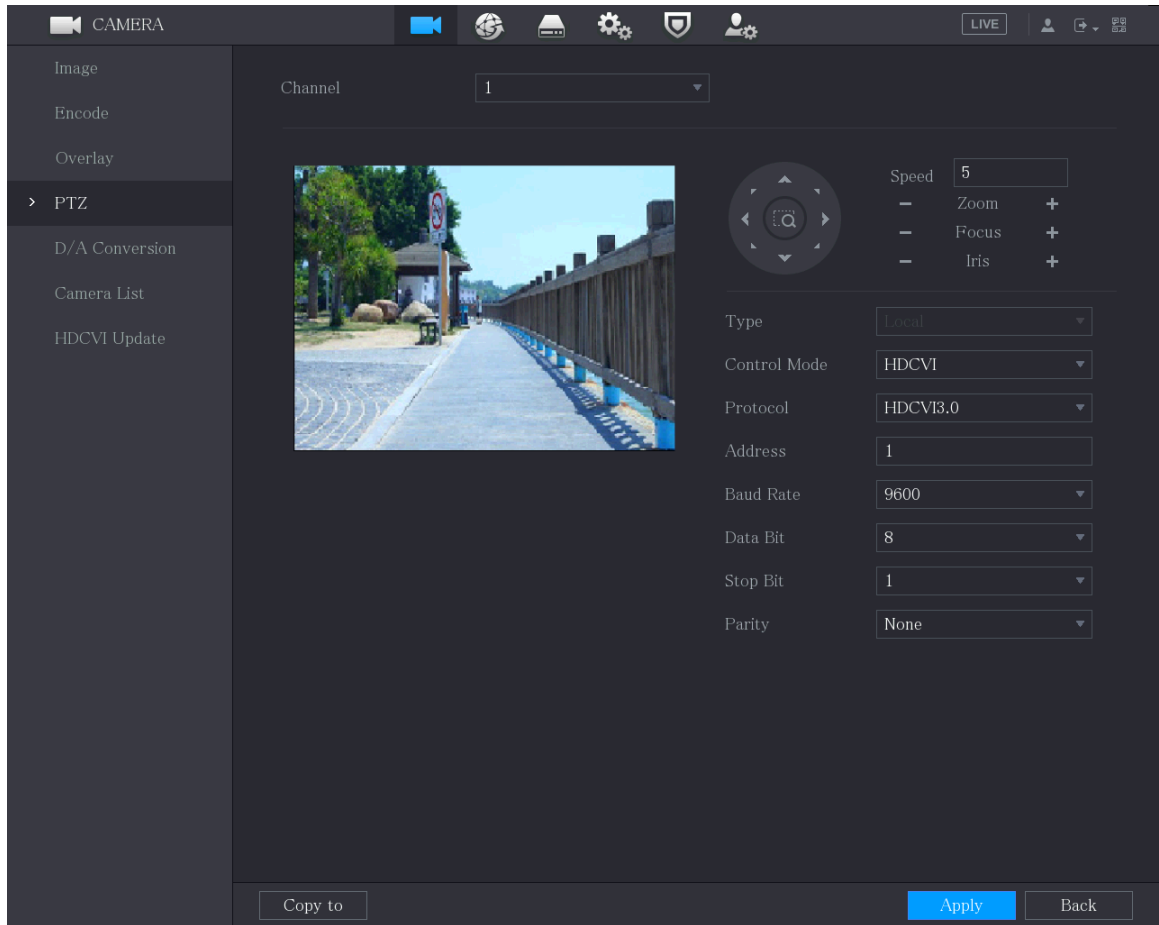 CAMERA
LIVE
Image
Encode
Overlay
PTZ
D/A Conversion
Camera List
HDCVI Update
Channel 1
Speed 5
Zoom
Focus
Iris
Type Local
Control Mode HDCVI
Protocol HDCVI3.0
Address 1
Baud Rate 9600
Data Bit 8
Stop Bit 1
Parity None
Copy to
Apply
Back